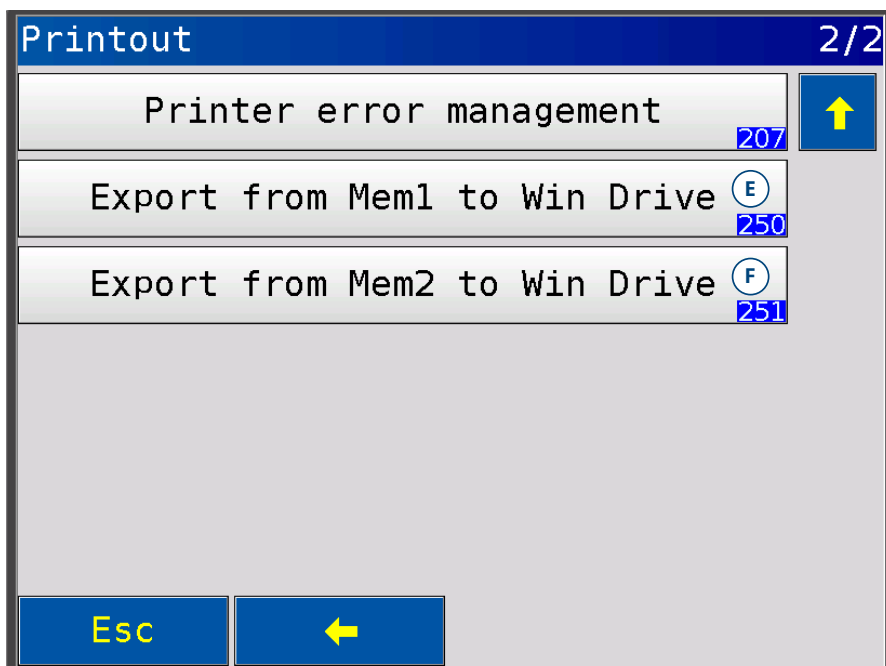 Printout 2/2
Printer error management
207
Export from Mem1 to Win Drive E
250
Export from Mem2 to Win Drive F
251
Esc